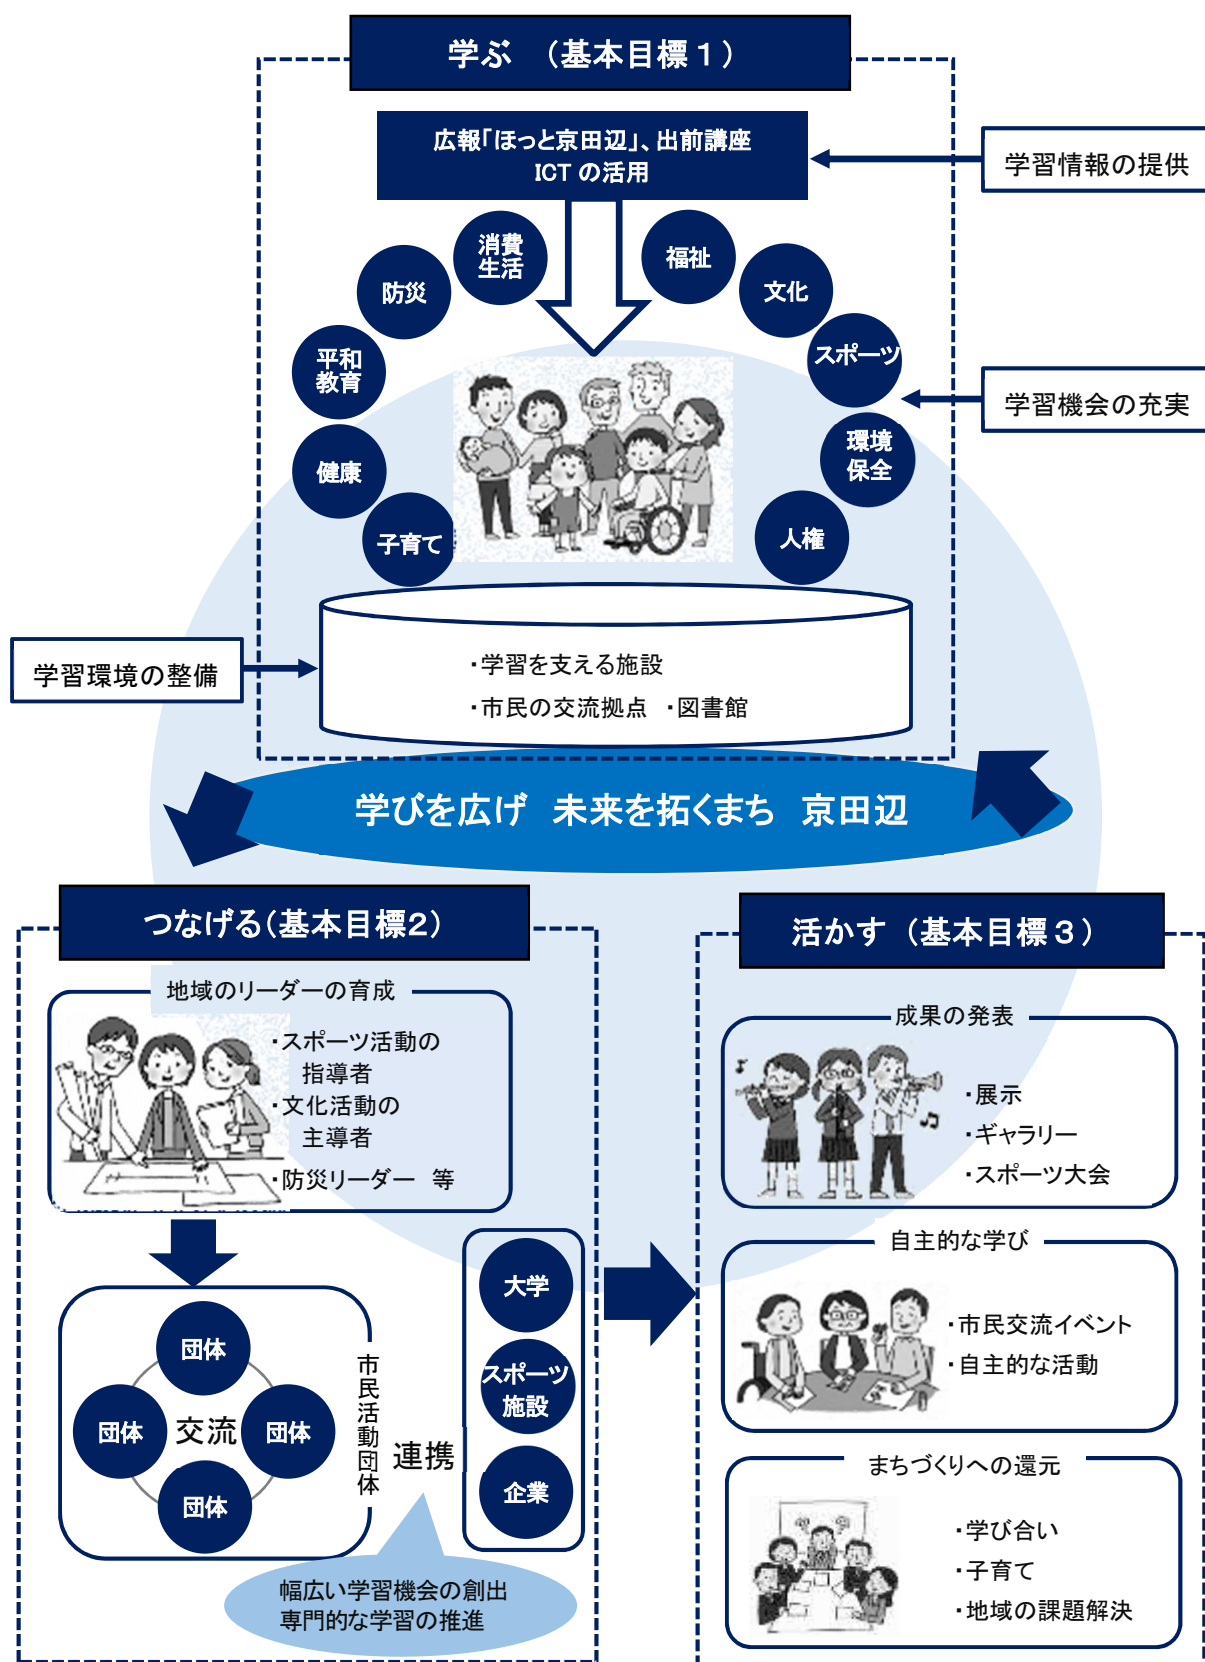 学ぶ （基本目標１）
広報「ほっと京田辺」、出前講座
ICT の活用
学習情報の提供
消費
生活
福祉
防災
文化
平和
教育
スポーツ
学習機会の充実
健康
環境
保全
子育て
人権
学習環境の整備
・学習を支える施設
・市民の交流拠点 ・図書館
学びを広げ 未来を拓くまち 京田辺
つなげる（基本目標２）
地域のリーダーの育成
・スポーツ活動の
指導者
・文化活動の
主導者
・防災リーダー 等
団体
団体
交流
団体
団体
市民活動団体
連携
大学
スポーツ
施設
企業
幅広い学習機会の創出
専門的な学習の推進
活かす （基本目標３）
成果の発表
・展示
・ギャラリー
・スポーツ大会
自主的な学び
・市民交流イベント
・自主的な活動
まちづくりへの還元
・学び合い
・子育て
・地域の課題解決